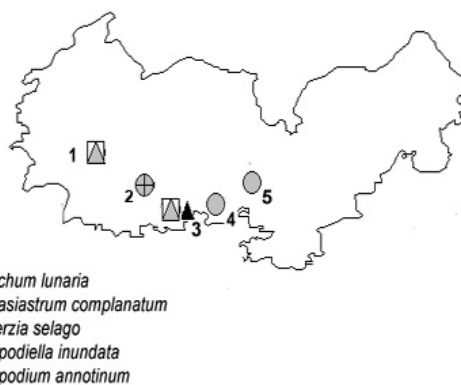 1
2
3
4
5
chum lunaria
asiastrum complanatum
erzia selago
podiella inundata
podium annotinum